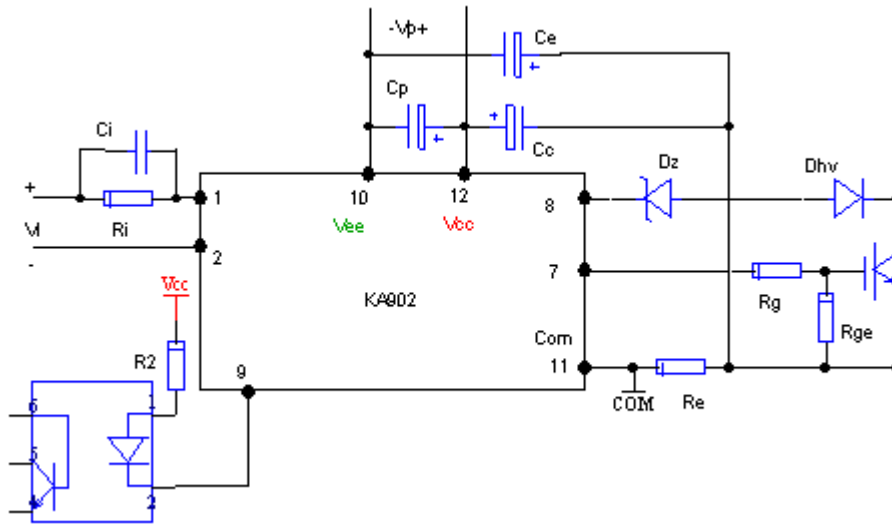 -Vp+
Ce
Cp
Cc
Ci
+
Ri
Vi
-
1
2
10
12
Vee
Vcc
8
Dz
Dhv
7
KA902
Rg
Rge
Com
11
COM
Re
Vcc
R2
9
6
1
5
4
2